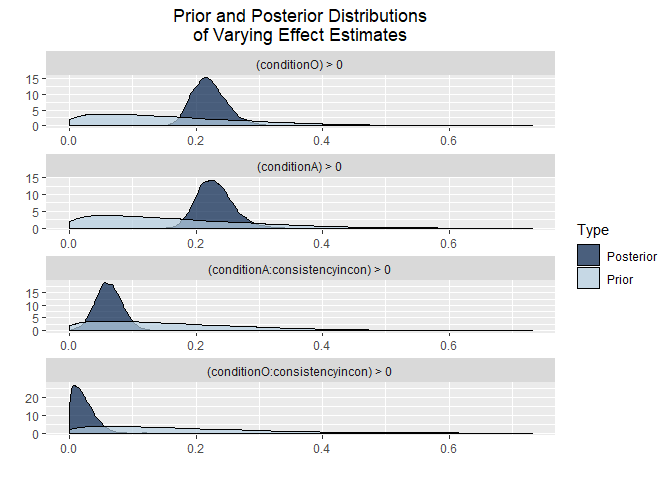 Prior and Posterior Distributions
of Varying Effect Estimates
(conditionO) > 0
15
10
5
0
0.0 0.2 0.4 0.6
(conditionA) > 0
15
10
5
0
0.0 0.2 0.4 0.6
(conditionA:consistencyincon) > 0
15
10
5
0
0.0 0.2 0.4 0.6
(conditionO:consistencyincon) > 0
20
10
0
0.0 0.2 0.4 0.6
Type
Posterior
Prior